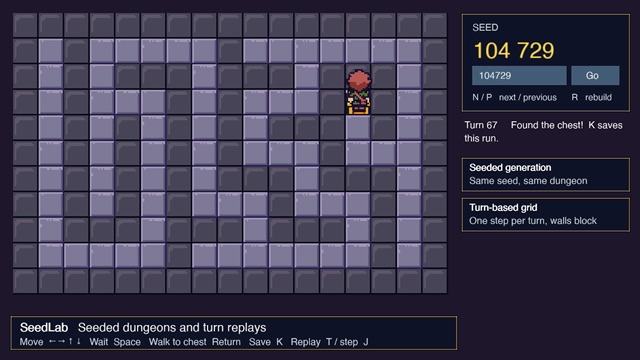 SEED
104 729
104729 Go
N / P next / previous R rebuild
Turn 67 Found the chest! K saves
this run.
Seeded generation
Same seed, same dungeon
Turn-based grid
One step per turn, walls block
SeedLab Seeded dungeons and turn replays
Move ←→↑↓ Wait Space Walk to chest Return Save K Replay T / step J